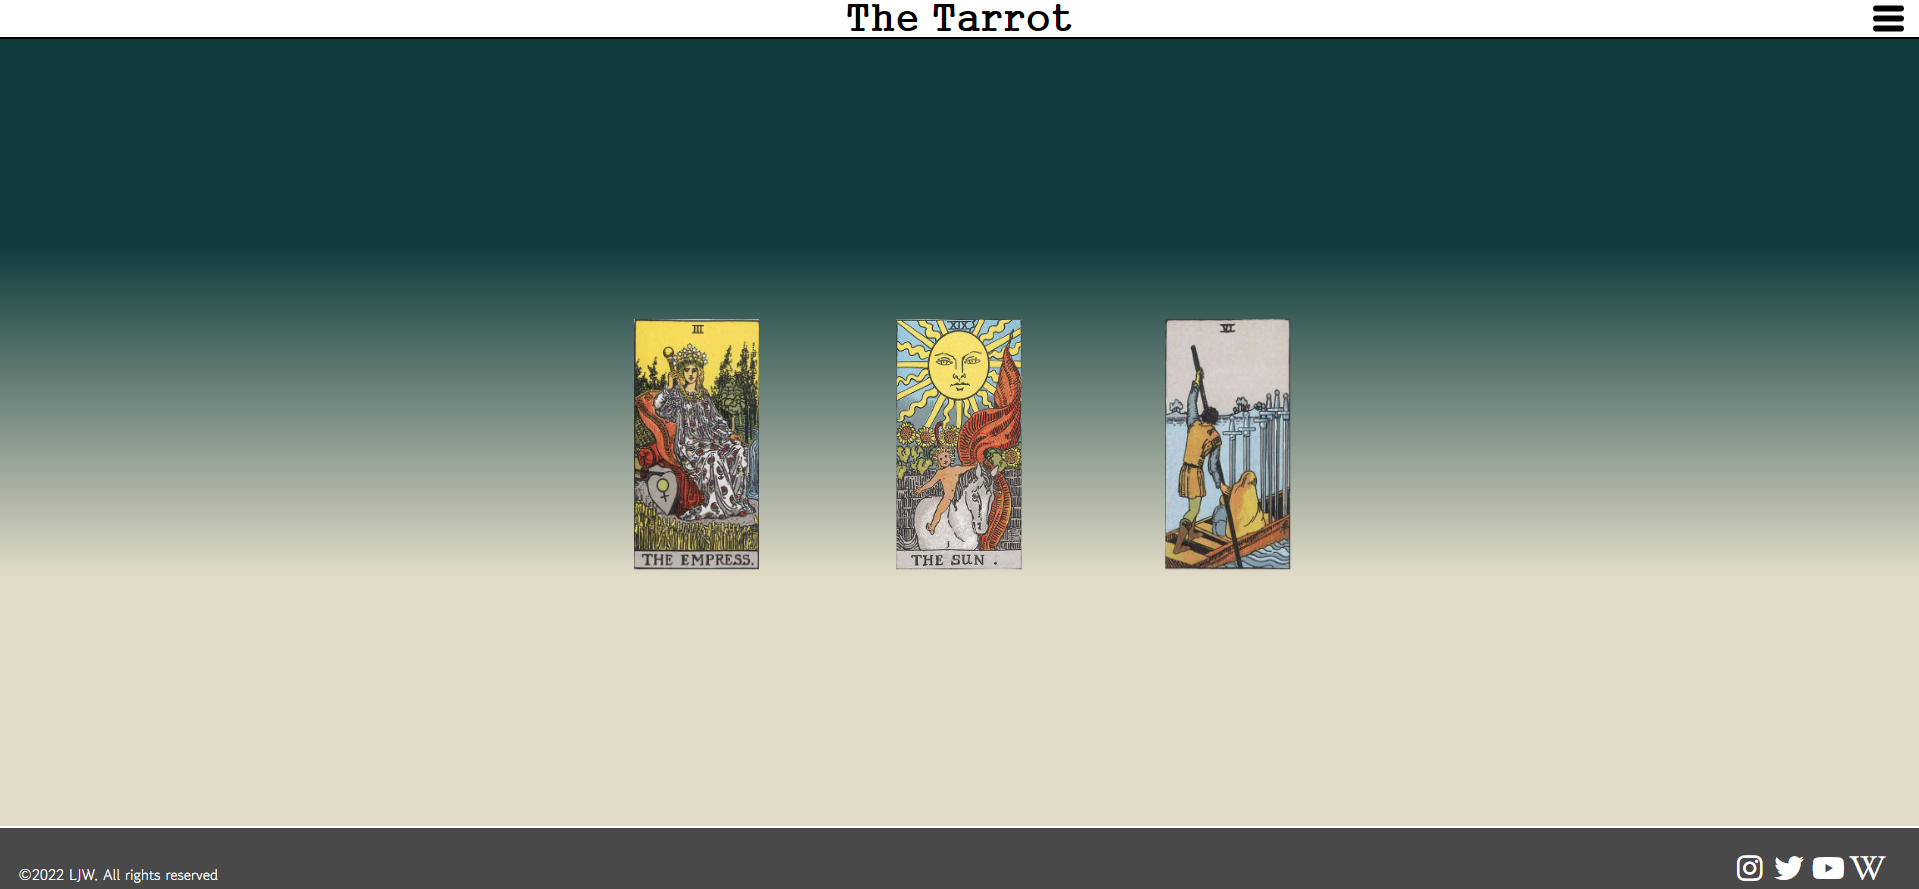 The Tarrot
III
XIX
VI
THE EMPRESS.
THE SUN .
©2022 LJW. All rights reserved
W